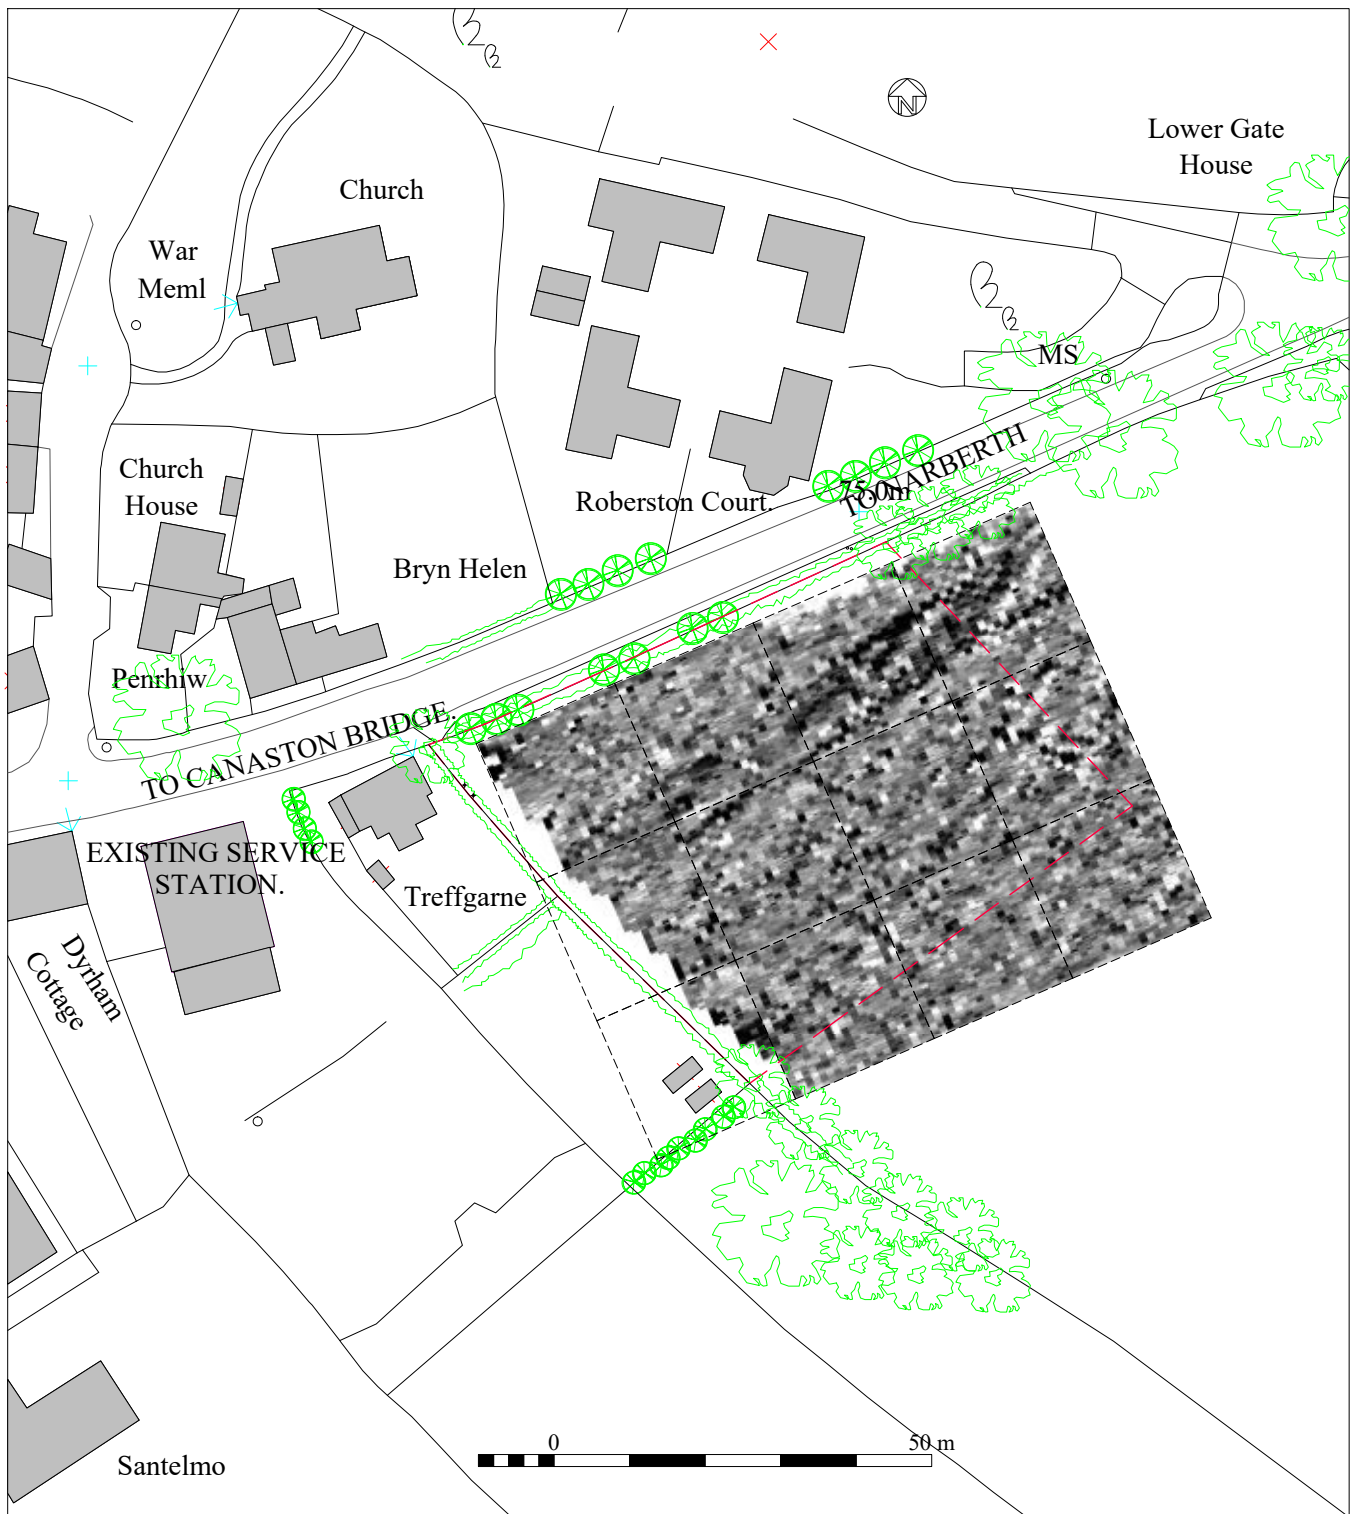 N
Lower Gate
House
Church
War
Meml
MS
TO NARBERTH
75.0m
Church
House
Roberston Court.
Bryn Helen
Penrhiw
TO CANASTON BRIDGE.
EXISTING SERVICE
STATION.
Treffgarne
Dyrham
Cottage
0
50 m
Santelmo